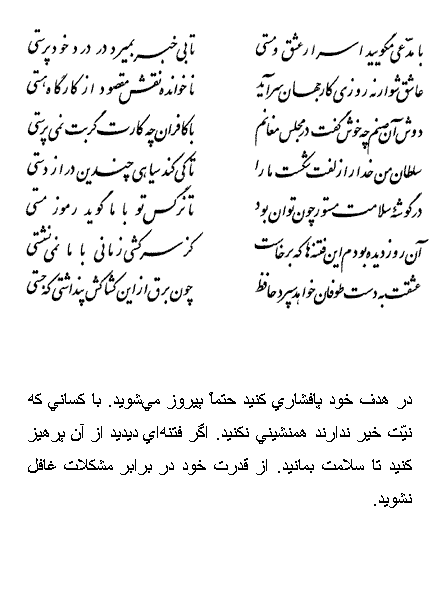 با مدّعی مگویید اسرار عشق و مستی تا بی خبر بمیرد در درد خودپرستی
عاشق شو ار نه روزی کار جهان سرآید ناخوانده نقش مقصود از کارگاه هستی
دوش آن صنم چه خوش گفت در مجلس مغانم با کافران چه کارت گر بت نمی پرستی
سلطان من خدا را زلفت شکست ما را تا کی کند سیاهی چندین درازدستی
در گوشهٔ سلامت مستور چون توان بود تا نرگس تو با ما گوید رموز مستی
آن روز دیده بودم این فتنه ها که برخاست کز سرکشی زمانی با ما نمی نشستی
عشقت به دست طوفان خواهد سپرد حافظ چون برق از این کشاکش پنداشتی که جستی
در هدف خود پافشاري كنيد حتماً پيروز مي‌شويد. با كساني كه
نيّت خير ندارند همنشيني نكنيد. اگر فتنه‌اي ديديد از آن پرهيز
كنيد تا سلامت بمانيد. از قدرت خود در برابر مشكلات غافل
نشويد.